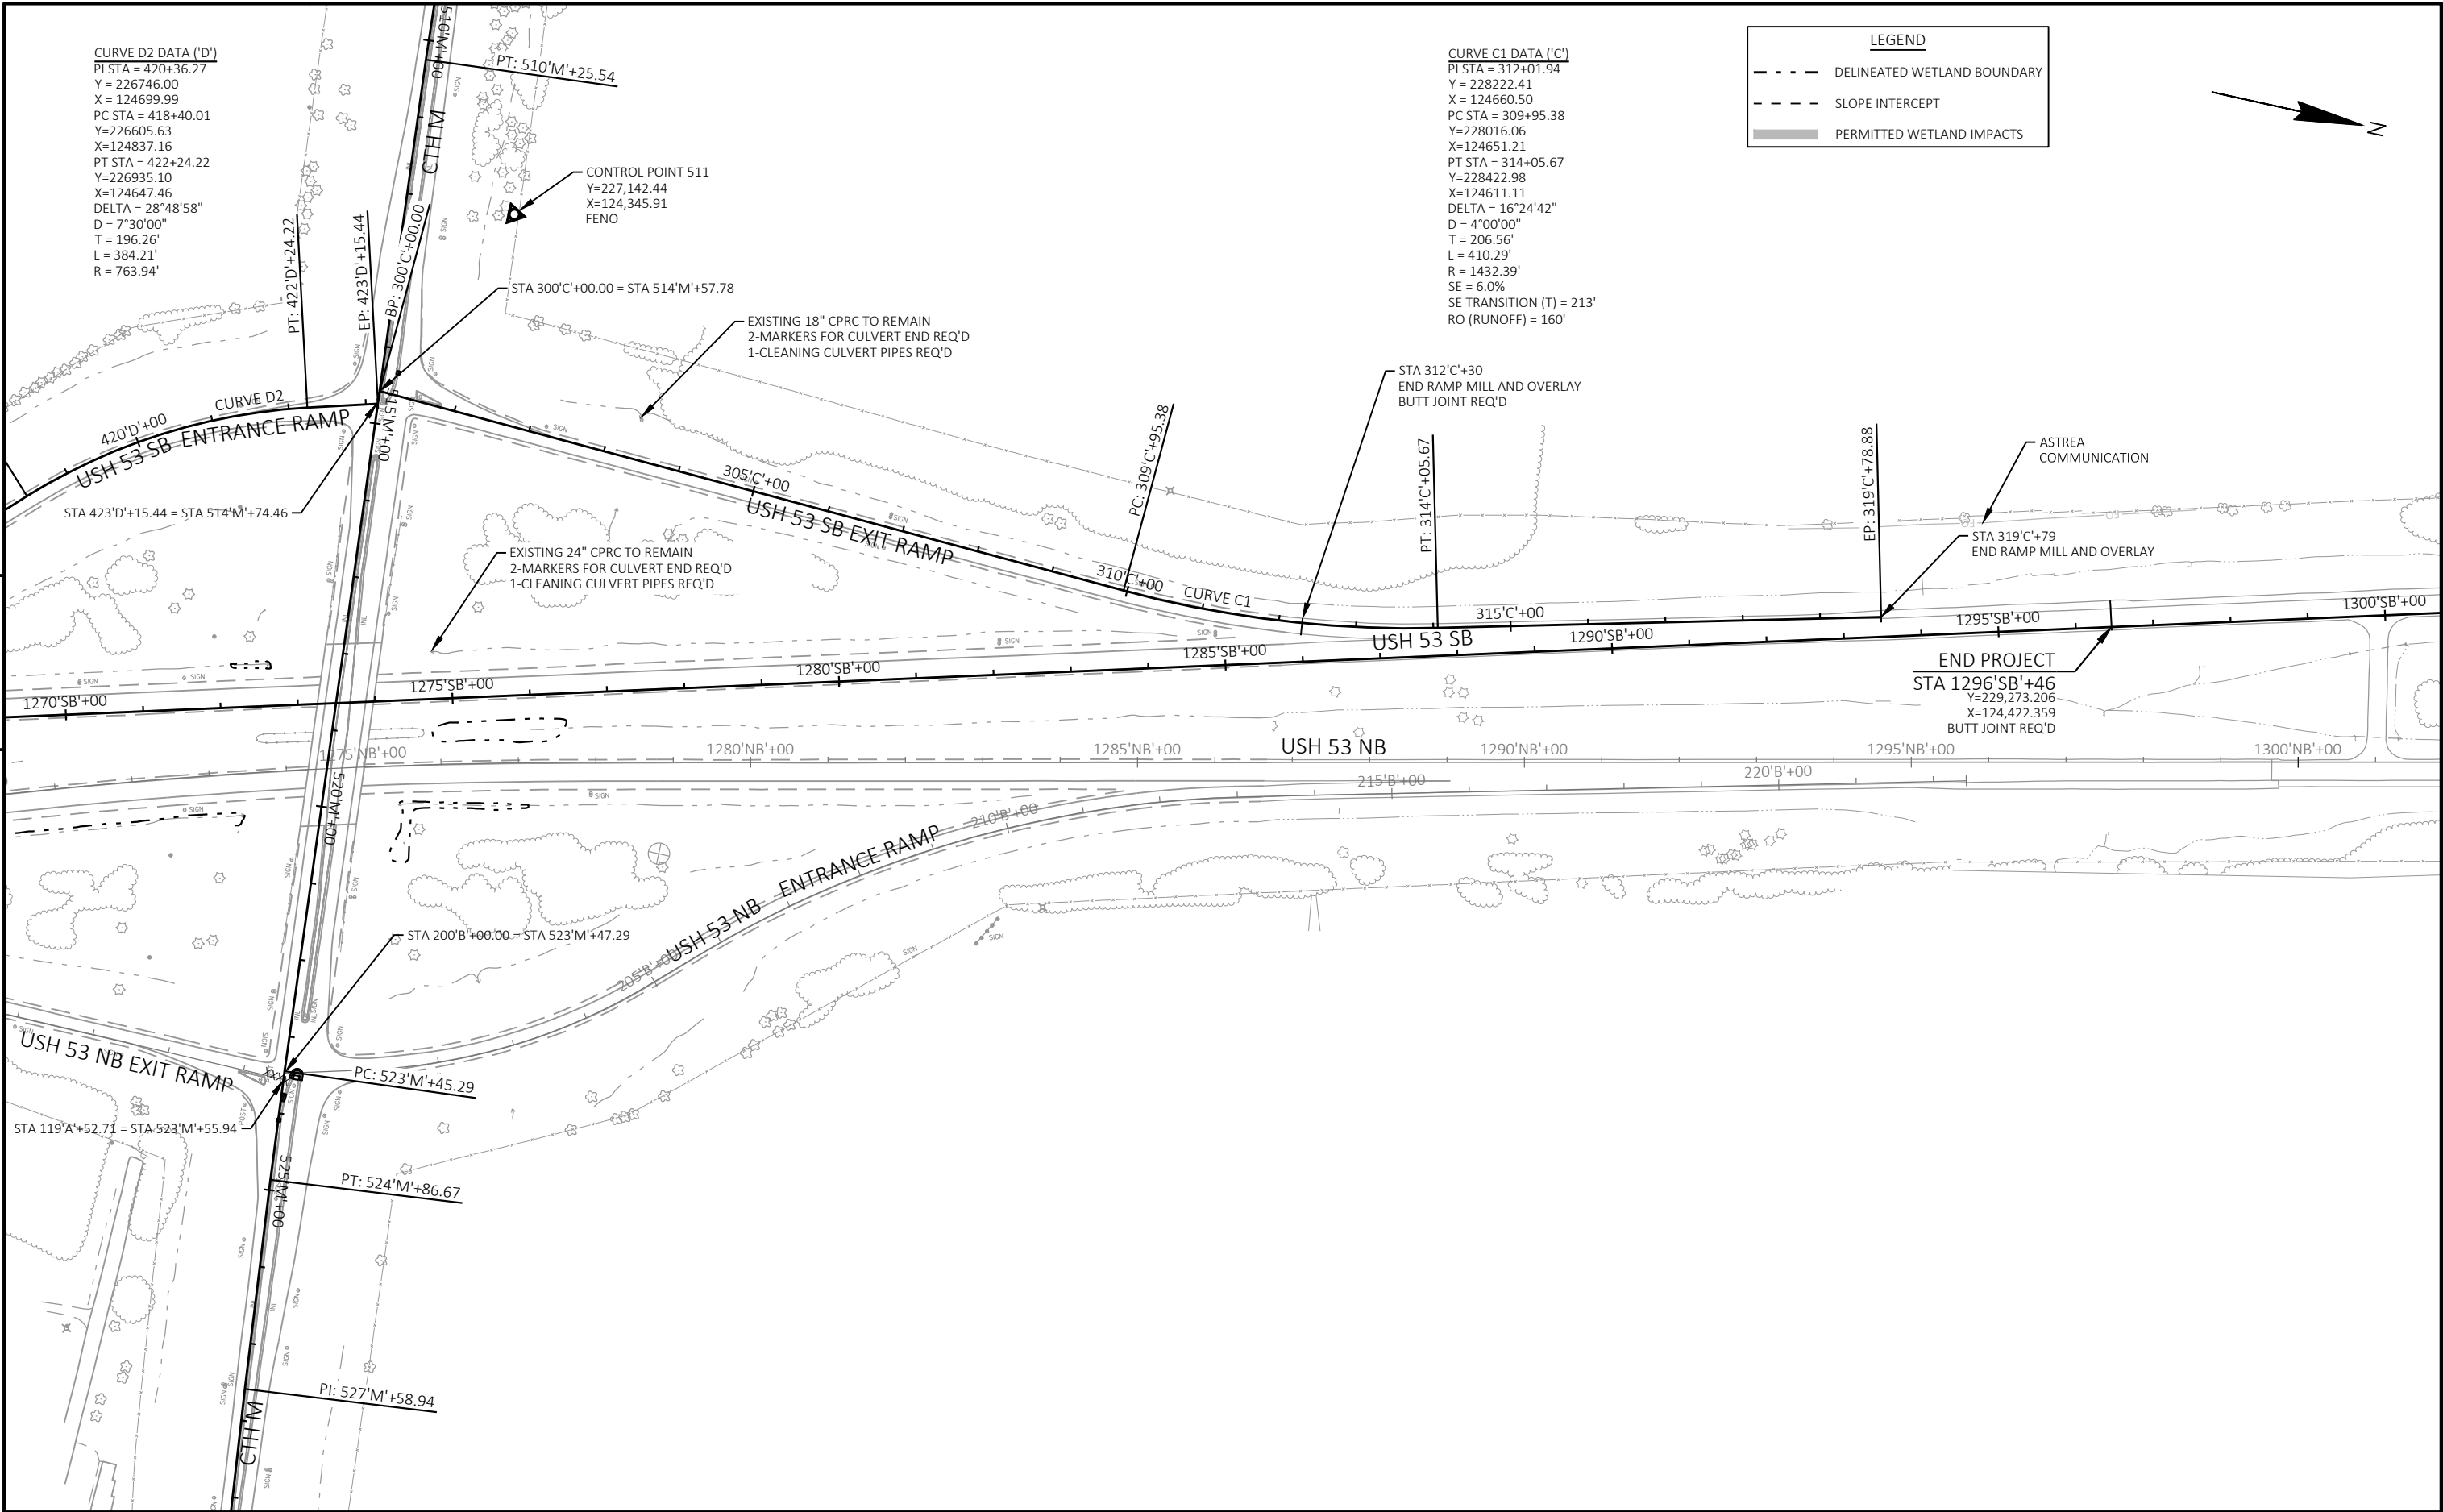 CURVE D2 DATA ('D')
PI STA = 420+36.27
Y = 226746.00
X = 124699.99
PC STA = 418+40.01
Y=226605.63
X=124837.16
PT STA = 422+24.22
Y=226935.10
X=124647.46
DELTA = 28°48'58"
D = 7°30'00"
T = 196.26'
L = 384.21'
R = 763.94'
CURVE C1 DATA ('C')
PI STA = 312+01.94
Y = 228222.41
X = 124660.50
PC STA = 309+95.38
Y=228016.06
X=124651.21
PT STA = 314+05.67
Y=228422.98
X=124611.11
DELTA = 16°24'42"
D = 4°00'00"
T = 206.56'
L = 410.29'
R = 1432.39'
SE = 6.0%
SE TRANSITION (T) = 213'
RO (RUNOFF) = 160'
LEGEND
DELINEATED WETLAND BOUNDARY
SLOPE INTERCEPT
PERMITTED WETLAND IMPACTS
N
510'M'+00
PT: 510'M'+25.54
CTH M
CONTROL POINT 511
Y=227,142.44
X=124,345.91
FENO
PT: 422'D'+24.22
EP: 423'D'+15.44
BP: 300'C'+00.00
STA 300'C'+00.00 = STA 514'M'+57.78
EXISTING 18" CPRC TO REMAIN
2-MARKERS FOR CULVERT END REQ'D
1-CLEANING CULVERT PIPES REQ'D
STA 312'C'+30
END RAMP MILL AND OVERLAY
BUTT JOINT REQ'D
CURVE D2
420'D'+00
USH 53 SB ENTRANCE RAMP
515'M'+00
STA 423'D'+15.44 = STA 514'M'+74.46
305'C'+00
USH 53 SB EXIT RAMP
PC: 309'C'+95.38
PT: 314'C'+05.67
EP: 319'C'+78.88
ASTREA
COMMUNICATION
STA 319'C'+79
END RAMP MILL AND OVERLAY
EXISTING 24" CPRC TO REMAIN
2-MARKERS FOR CULVERT END REQ'D
1-CLEANING CULVERT PIPES REQ'D
310'C'+00
CURVE C1
315'C'+00
USH 53 SB
1270'SB'+00
1275'SB'+00
1280'SB'+00
1285'SB'+00
1290'SB'+00
1295'SB'+00
1300'SB'+00
END PROJECT
STA 1296'SB'+46
Y=229,273.206
X=124,422.359
BUTT JOINT REQ'D
1275'NB'+00
1280'NB'+00
1285'NB'+00
USH 53 NB
1290'NB'+00
1295'NB'+00
1300'NB'+00
520'M'+00
215'B'+00
220'B'+00
210'B'+00
205'B'+00
USH 53 NB ENTRANCE RAMP
STA 200'B'+00.00 = STA 523'M'+47.29
USH 53 NB EXIT RAMP
PC: 523'M'+45.29
STA 119'A'+52.71 = STA 523'M'+55.94
PT: 524'M'+86.67
525'M'+00
PI: 527'M'+58.94
CTH M
SIGN
SIGN
SIGN
SIGN
SIGN
SIGN
SIGN
SIGN
SIGN
SIGN
INL
INL
POST